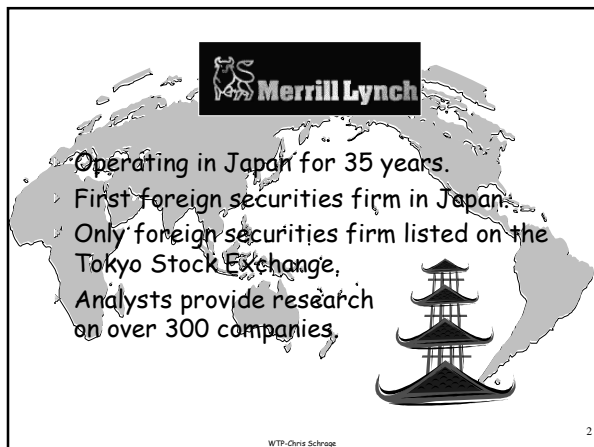 Merrill Lynch
Operating in Japan for 35 years.
First foreign securities firm in Japan.
Only foreign securities firm listed on the
Tokyo Stock Exchange.
Analysts provide research
on over 300 companies.
WTP-Chris Schrage
2